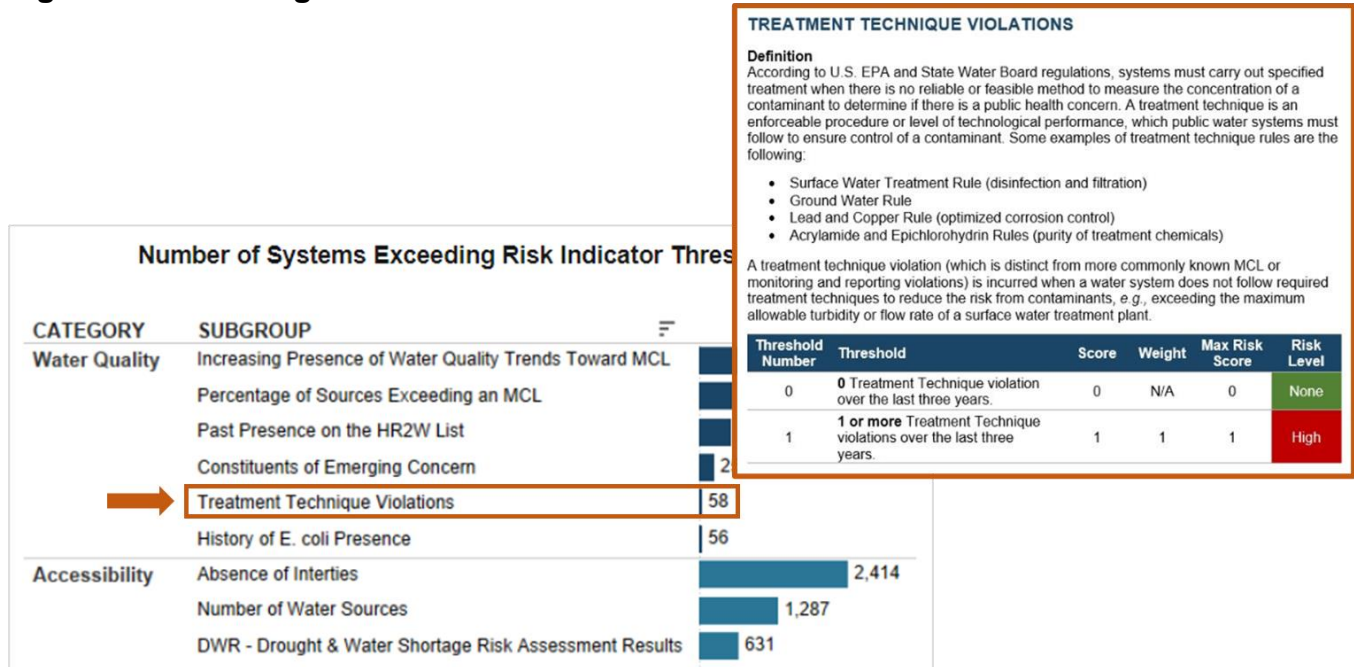 TREATMENT TECHNIQUE VIOLATIONS
Definition
According to U.S. EPA and State Water Board regulations, systems must carry out specified
treatment when there is no reliable or feasible method to measure the concentration of a
contaminant to determine if there is a public health concern. A treatment technique is an
enforceable procedure or level of technological performance, which public water systems must
follow to ensure control of a contaminant. Some examples of treatment technique rules are the
following:
• Surface Water Treatment Rule (disinfection and filtration)
• Ground Water Rule
• Lead and Copper Rule (optimized corrosion control)
• Acrylamide and Epichlorohydrin Rules (purity of treatment chemicals)
A treatment technique violation (which is distinct from more commonly known MCL or
monitoring and reporting violations) is incurred when a water system does not follow required
treatment techniques to reduce the risk from contaminants, e.g., exceeding the maximum
allowable turbidity or flow rate of a surface water treatment plant.
Threshold Number Threshold Score Weight Max Risk Score Risk Level
0 0 Treatment Technique violation over the last three years. 0 N/A 0 None
1 1 or more Treatment Technique violations over the last three years. 1 1 1 High
Number of Systems Exceeding Risk Indicator Thres
CATEGORY SUBGROUP
Water Quality Increasing Presence of Water Quality Trends Toward MCL
Percentage of Sources Exceeding an MCL
Past Presence on the HR2W List
Constituents of Emerging Concern
Treatment Technique Violations 58
History of E. coli Presence 56
Accessibility Absence of Interties 2,414
Number of Water Sources 1,287
DWR - Drought & Water Shortage Risk Assessment Results 631